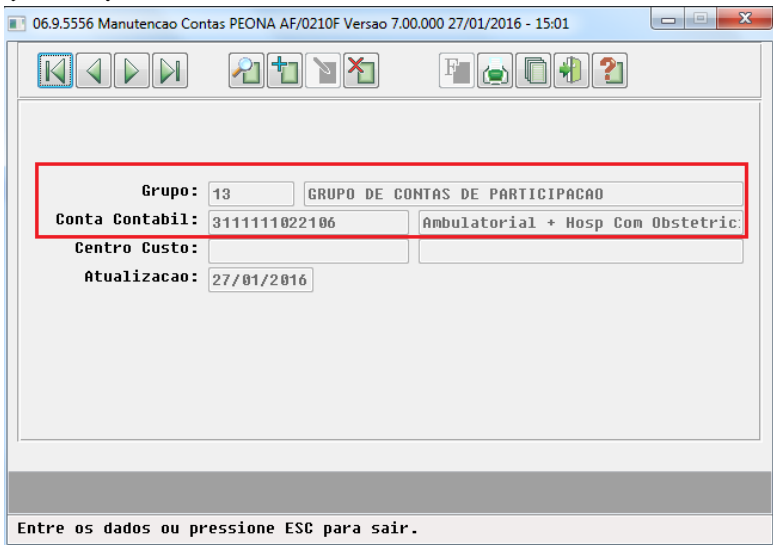 06.9.5556 Manutencao Contas PEONA AF/0210F Versao 7.00.000 27/01/2016 - 15:01
Grupo: 13 GRUPO DE CONTAS DE PARTICIPACAO
Conta Contabil: 3111111022106 Ambulatorial + Hosp Com Obstetric
Centro Custo:
Atualizacao: 27/01/2016
Entre os dados ou pressione ESC para sair.